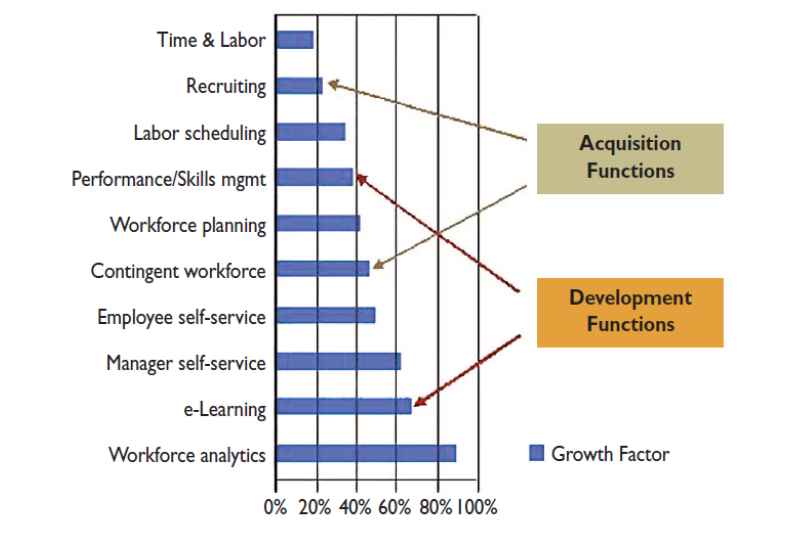 Time & Labor
Recruiting
Labor scheduling
Performance/Skills mgmt
Workforce planning
Contingent workforce
Employee self-service
Manager self-service
e-Learning
Workforce analytics
0% 20% 40% 60% 80% 100%
Acquisition
Functions
Development
Functions
Growth Factor